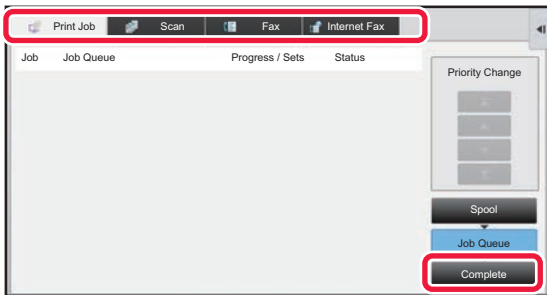 Print Job Scan Fax Internet Fax
Job Job Queue Progress / Sets Status
Priority Change
Spool
Job Queue
Complete